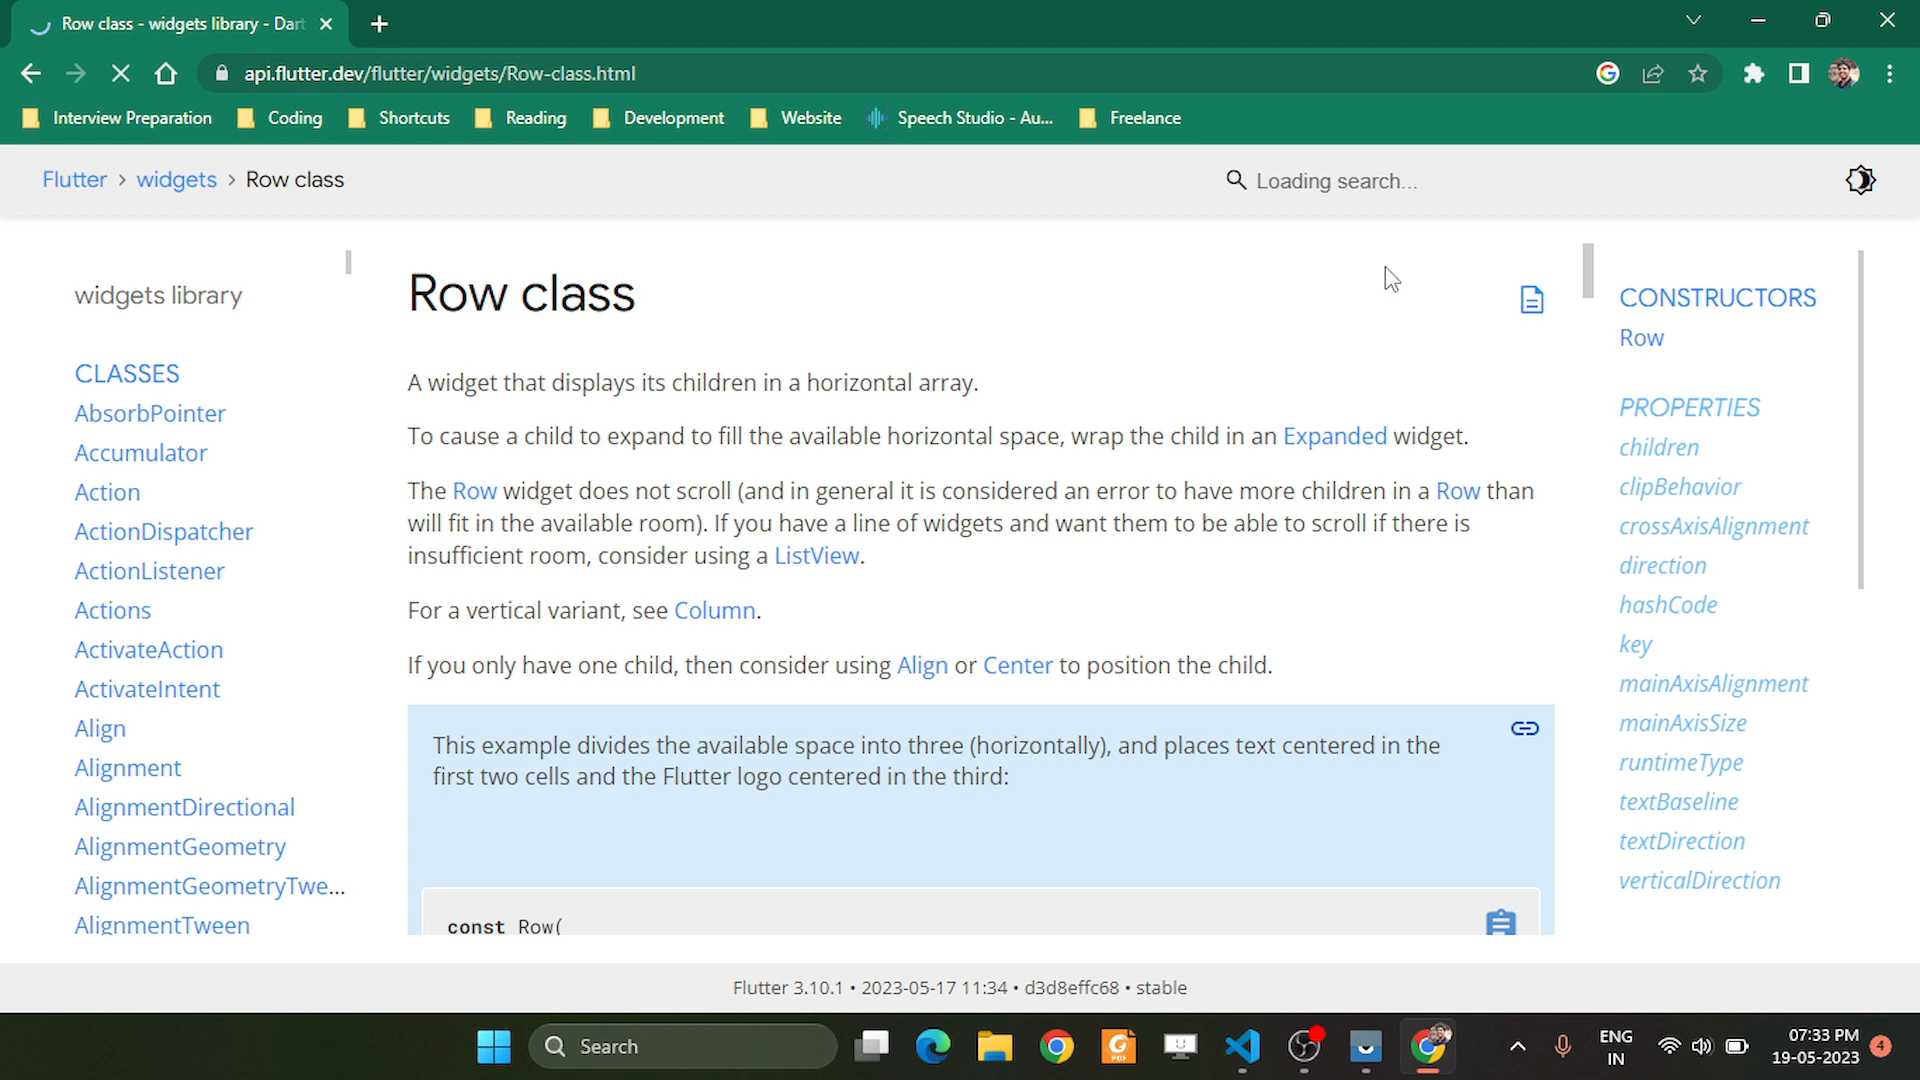 Row class - widgets library - Dart
api.flutter.dev/flutter/widgets/Row-class.html
Interview Preparation
Coding
Shortcuts
Reading
Development
Website
Speech Studio - Au...
Freelance
Flutter > widgets > Row class
Loading search...
widgets library
CLASSES
AbsorbPointer
Accumulator
Action
ActionDispatcher
ActionListener
Actions
ActivateAction
ActivateIntent
Align
Alignment
AlignmentDirectional
AlignmentGeometry
AlignmentGeometryTwe...
AlignmentTween
Row class
A widget that displays its children in a horizontal array.
To cause a child to expand to fill the available horizontal space, wrap the child in an Expanded widget.
The Row widget does not scroll (and in general it is considered an error to have more children in a Row than
will fit in the available room). If you have a line of widgets and want them to be able to scroll if there is
insufficient room, consider using a ListView.
For a vertical variant, see Column.
If you only have one child, then consider using Align or Center to position the child.
This example divides the available space into three (horizontally), and places text centered in the
first two cells and the Flutter logo centered in the third:
const Row(
CONSTRUCTORS
Row
PROPERTIES
children
clipBehavior
crossAxisAlignment
direction
hashCode
key
mainAxisAlignment
mainAxisSize
runtimeType
textBaseline
textDirection
verticalDirection
Flutter 3.10.1 • 2023-05-17 11:34 • d3d8effc68 • stable
Search
ENG
IN
07:33 PM
19-05-2023
4